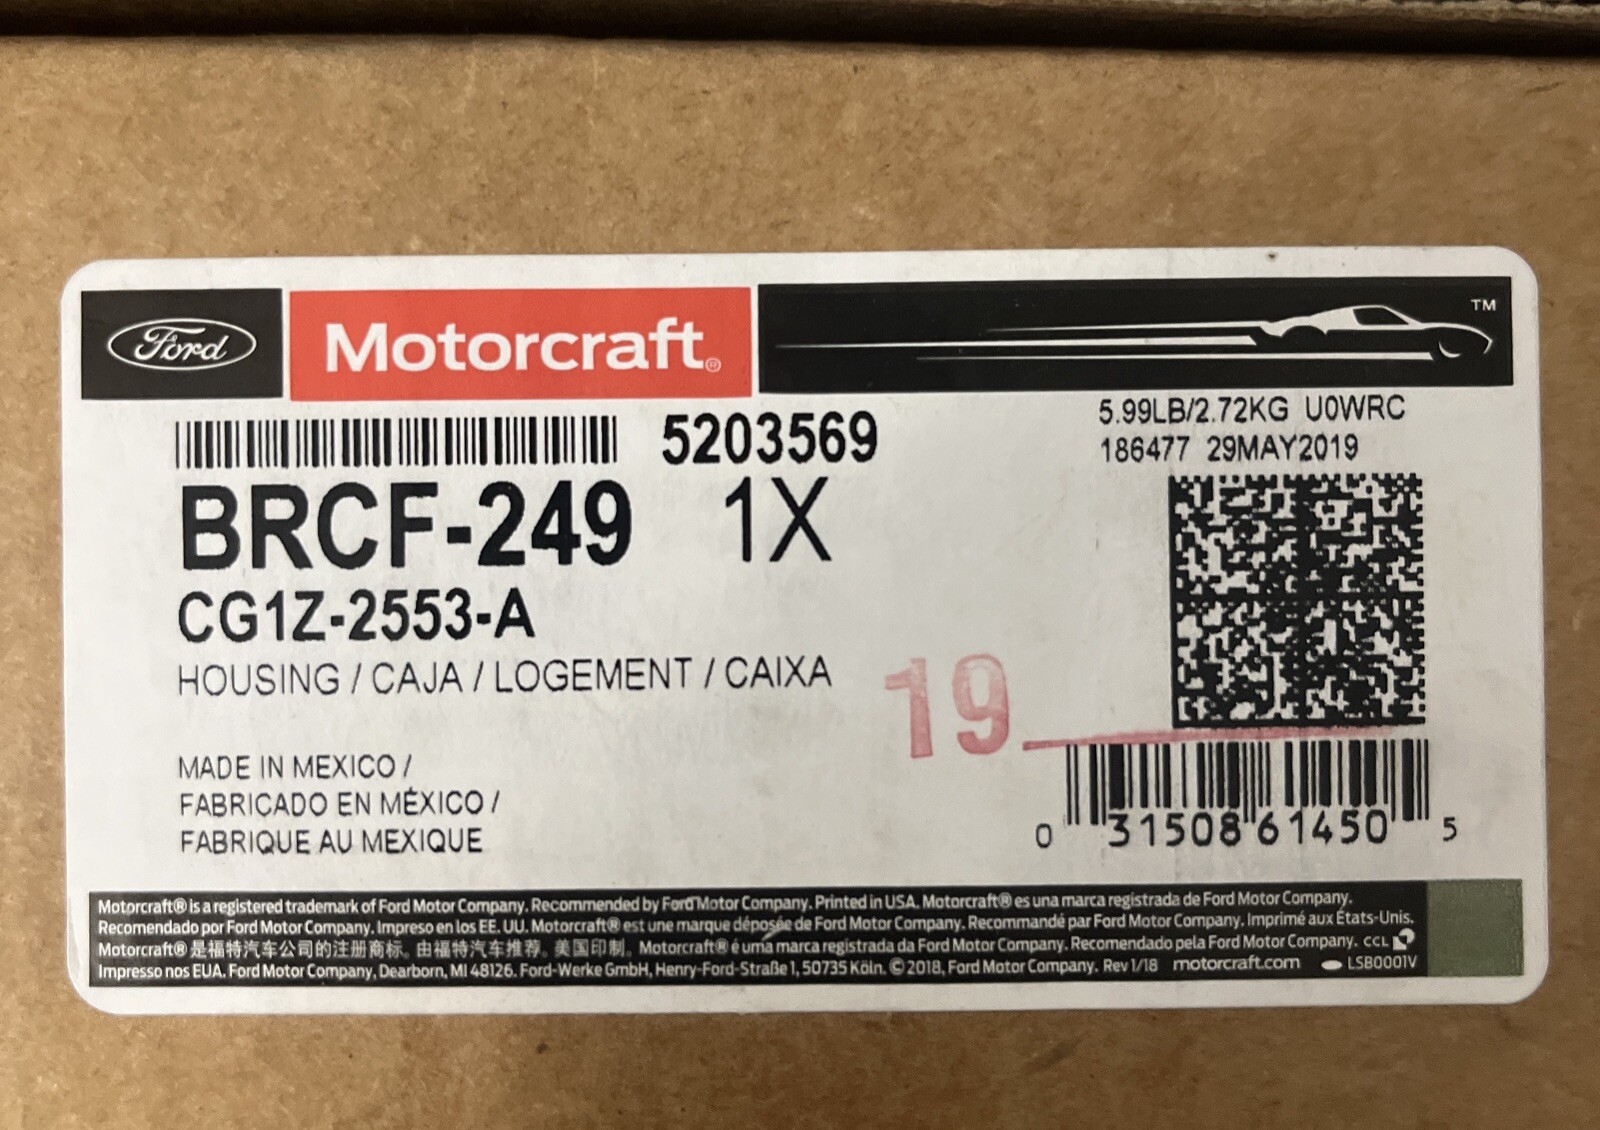 Ford Motorcraft® TM
5203569
5.99LB/2.72KG U0WRC
186477 29MAY2019
BRCF-249 1X
CG1Z-2553-A
HOUSING / CAJA / LOGEMENT / CAIXA
19
MADE IN MEXICO /
FABRICADO EN MÉXICO /
FABRIQUE AU MEXIQUE
0 31508 61450 5
Motorcraft® is a registered trademark of Ford Motor Company. Recommended by Ford Motor Company. Printed in USA. Motorcraft® es una marca registrada de Ford Motor Company.
Recomendado por Ford Motor Company. Impreso en los EE. UU. Motorcraft® est une marque déposée de Ford Motor Company. Recommandé par Ford Motor Company. Imprimé aux États-Unis.
Motorcraft® 是福特汽车公司的注册商标。由福特汽车推荐。美国印制。Motorcraft® é uma marca registrada da Ford Motor Company. Recomendado pela Ford Motor Company. CCL
Impresso nos EUA. Ford Motor Company, Dearborn, MI 48126. Ford-Werke GmbH, Henry-Ford-Straße 1, 50735 Köln. © 2018, Ford Motor Company. Rev 1/18 motorcraft.com LSB0001V